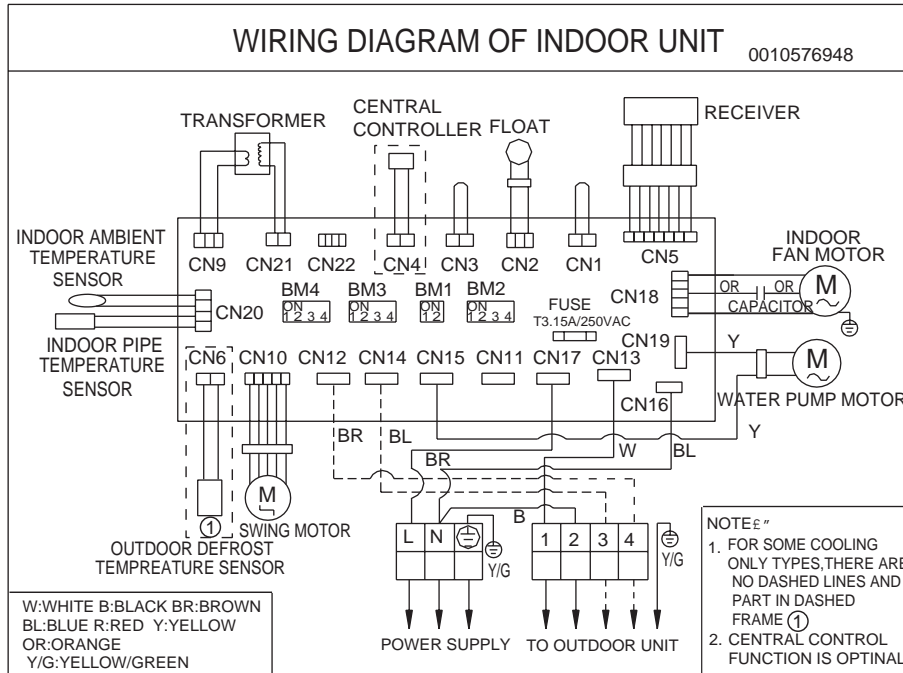 WIRING DIAGRAM OF INDOOR UNIT
0010576948
TRANSFORMER
CENTRAL
CONTROLLER
FLOAT
RECEIVER
INDOOR AMBIENT
TEMPERATURE
SENSOR
CN9
CN21
CN22
CN4
CN3
CN2
CN1
CN5
INDOOR
FAN MOTOR
BM4
BM3
BM1
BM2
ON
1 2 3 4
ON
1 2 3 4
ON
1 2
ON
1 2 3 4
FUSE
T3.15A/250VAC
CN18
OR
OR
CAPACITOR
M
CN20
INDOOR PIPE
TEMPERATURE
SENSOR
CN6
CN10
CN12
CN14
CN15
CN11
CN17
CN13
CN19
Y
M
CN16
WATER PUMP MOTOR
BR
BL
BR
W
BL
Y
M
1
SWING MOTOR
OUTDOOR DEFROST
TEMPREATURE SENSOR
L
N
Y/G
B
1
2
3
4
Y/G
POWER SUPPLY
TO OUTDOOR UNIT
W:WHITE B:BLACK BR:BROWN
BL:BLUE R:RED Y:YELLOW
OR:ORANGE
Y/G:YELLOW/GREEN
NOTE£〃
1. FOR SOME COOLING
ONLY TYPES,THERE ARE
NO DASHED LINES AND
PART IN DASHED
FRAME ①
2. CENTRAL CONTROL
FUNCTION IS OPTINAL